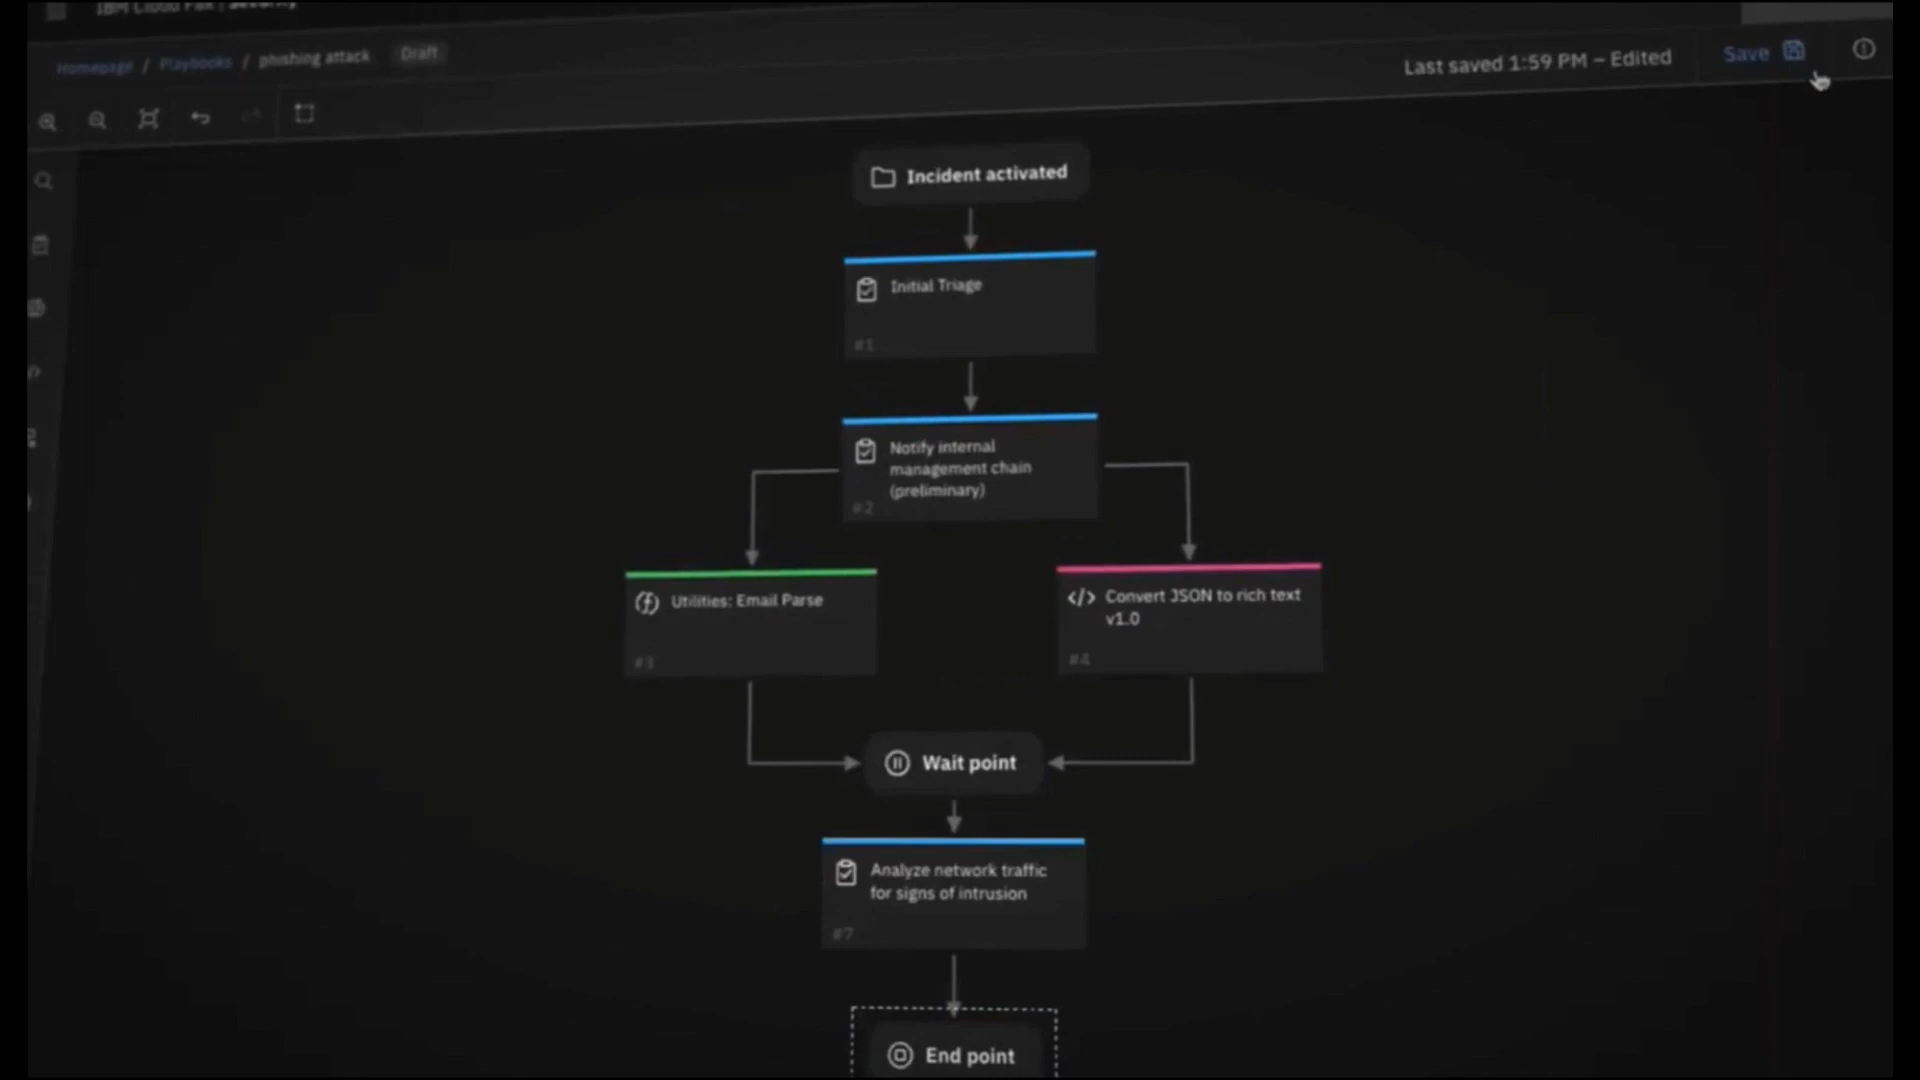 IBM Cloud Pak | Security
Homepage / Playbooks / phishing attack Draft
Last saved 1:59 PM – Edited
Save
Incident activated
Initial Triage
#1
Notify internal
management chain
(preliminary)
#2
Utilities: Email Parse
#3
Convert JSON to rich text
v1.0
#4
Wait point
Analyze network traffic
for signs of intrusion
#7
End point